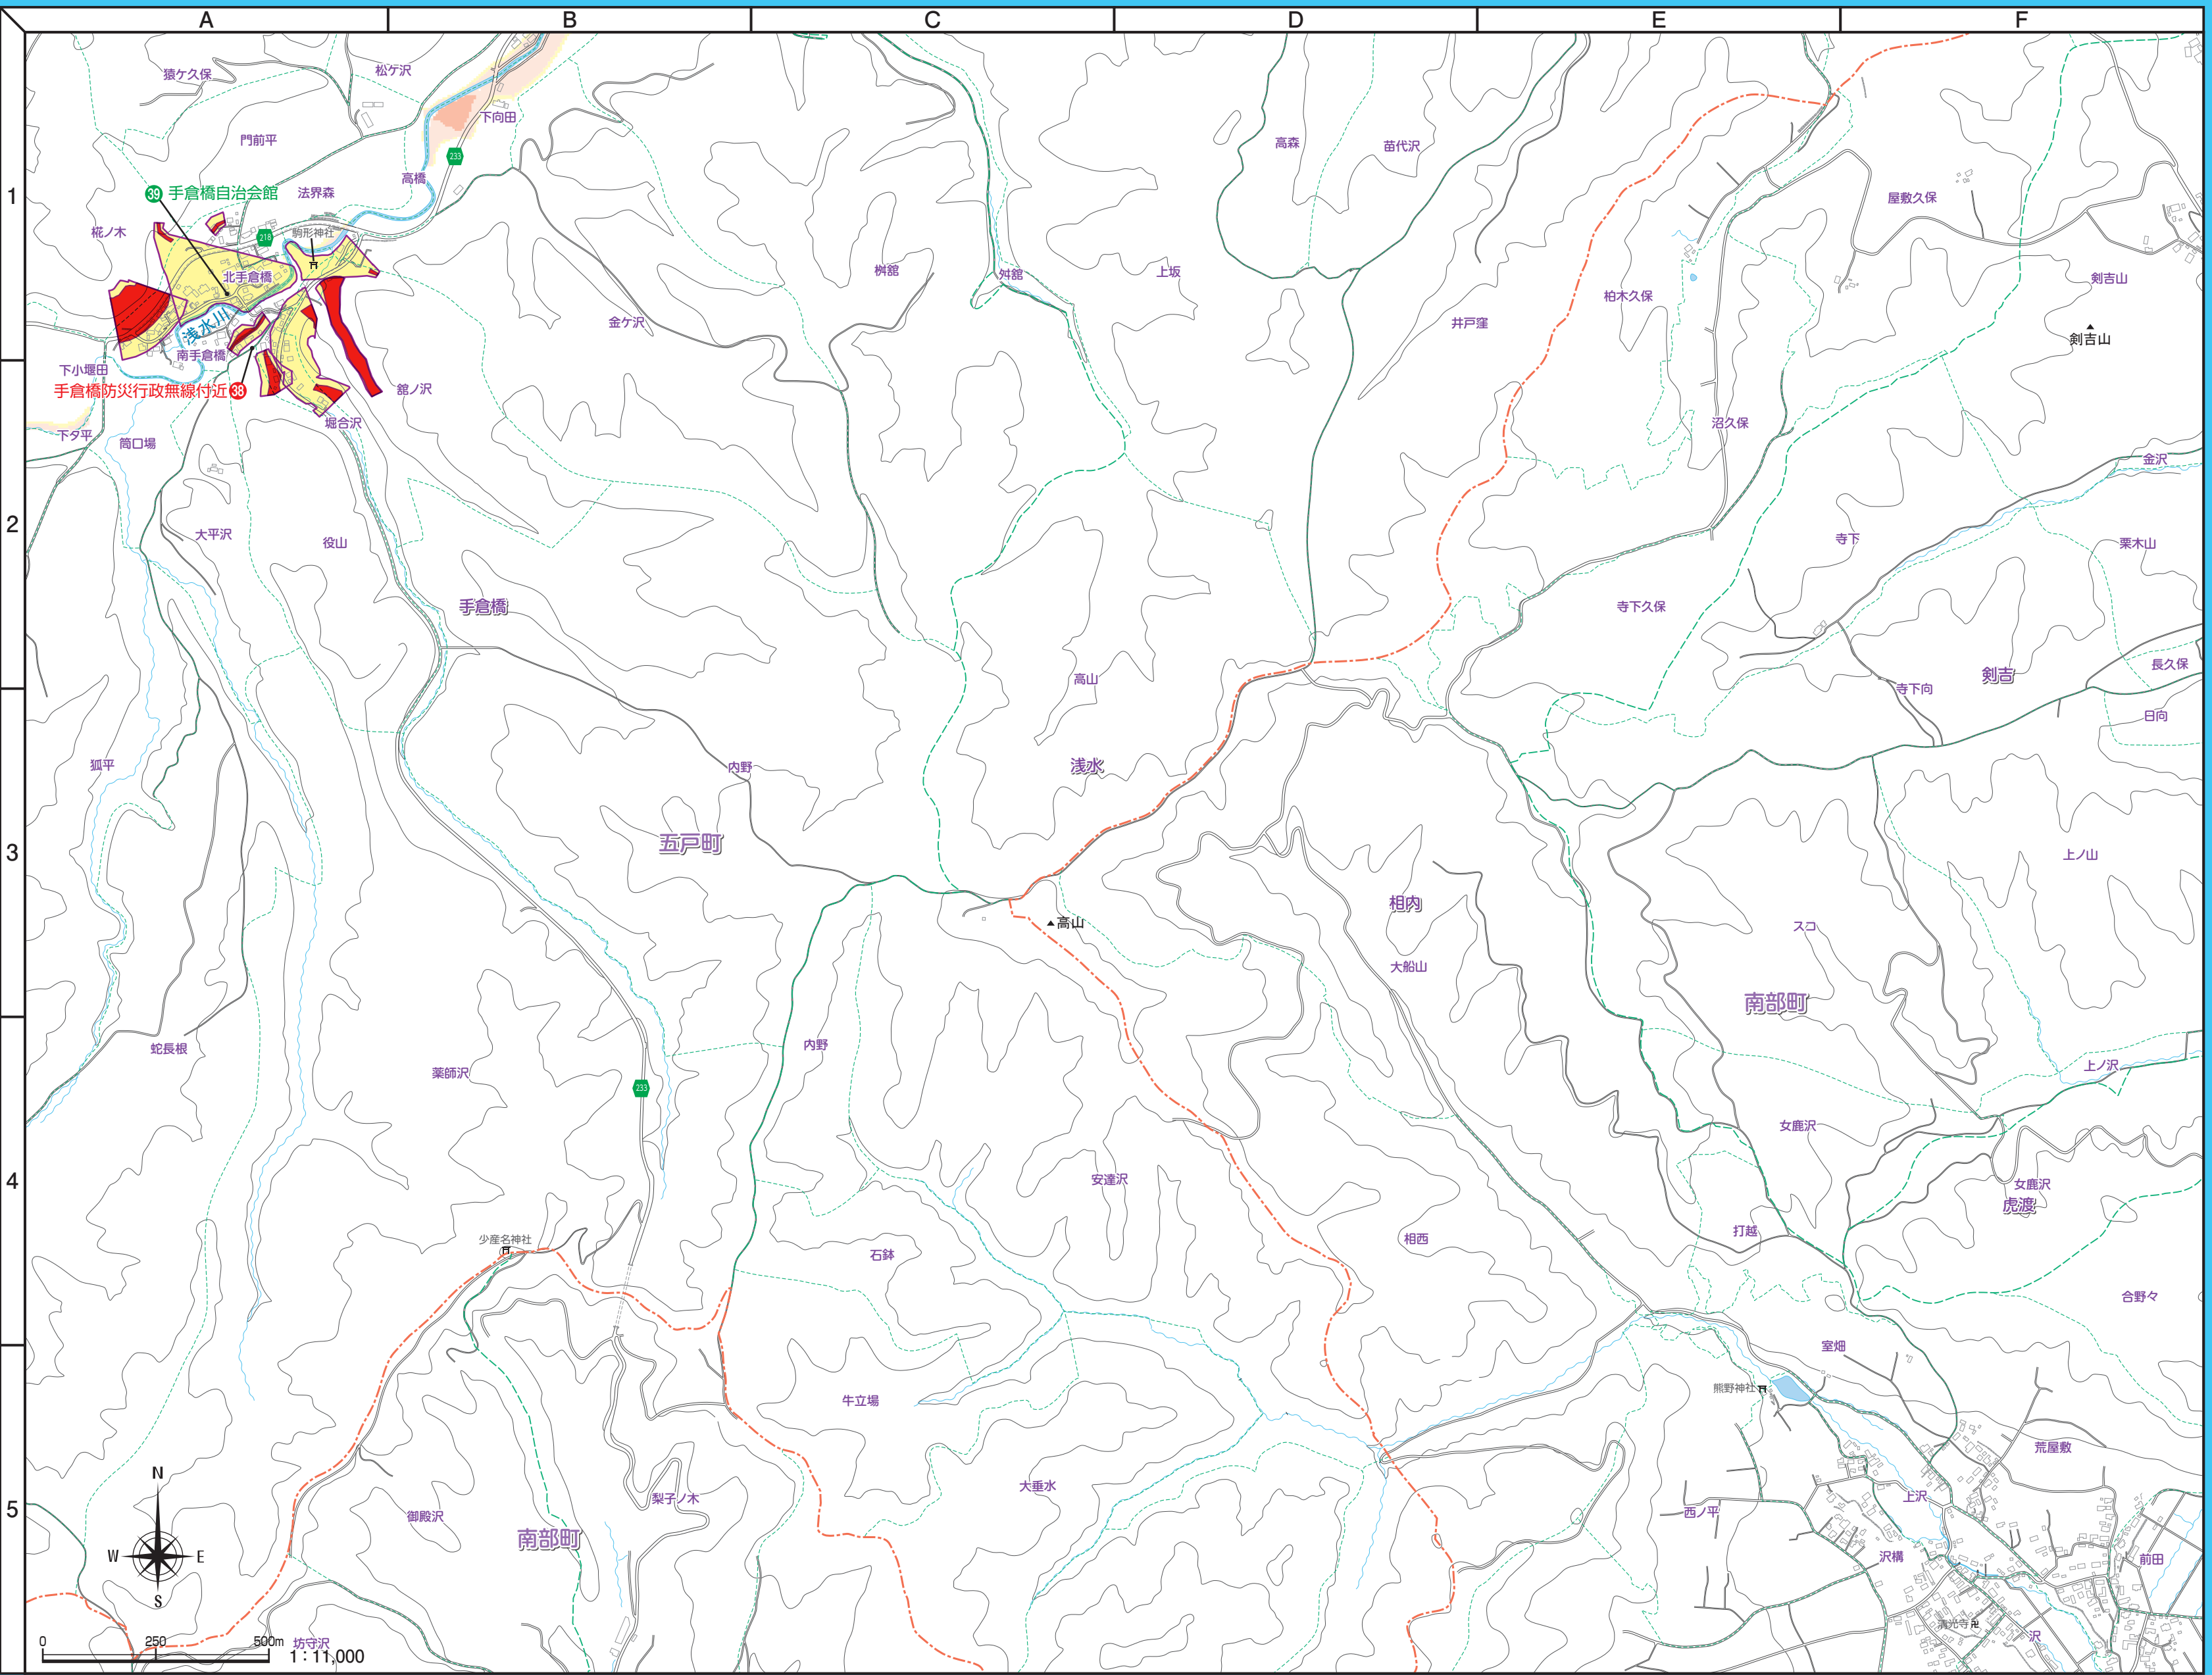 A
B
C
D
E
F
1
2
3
4
5
猿ケ久保
松ケ沢
下向田
門前平
233
高橋
39 手倉橋自治会館
法界森
高森
苗代沢
屋敷久保
椛ノ木
218
駒形神社
北手倉橋
桝舘
舛舘
上坂
柏木久保
剣吉山
浅水川
金ケ沢
井戸窪
剣吉山
南手倉橋
下小堰田
手倉橋防災行政無線付近 38
舘ノ沢
堀合沢
沼久保
下タ平
筒口場
金沢
大平沢
役山
寺下
栗木山
手倉橋
寺下久保
高山
剣吉
長久保
寺下向
日向
狐平
内野
浅水
五戸町
上ノ山
相内
高山
スコ
大船山
南部町
蛇長根
内野
薬師沢
上ノ沢
233
女鹿沢
安達沢
女鹿沢
虎渡
少産名神社
石鉢
相西
打越
合野々
室畑
熊野神社
牛立場
荒屋敷
大垂水
梨子ノ木
上沢
御殿沢
西ノ平
南部町
沢構
前田
清光寺
沢
N
W
E
S
0
250
500m
坊守沢
1：11,000